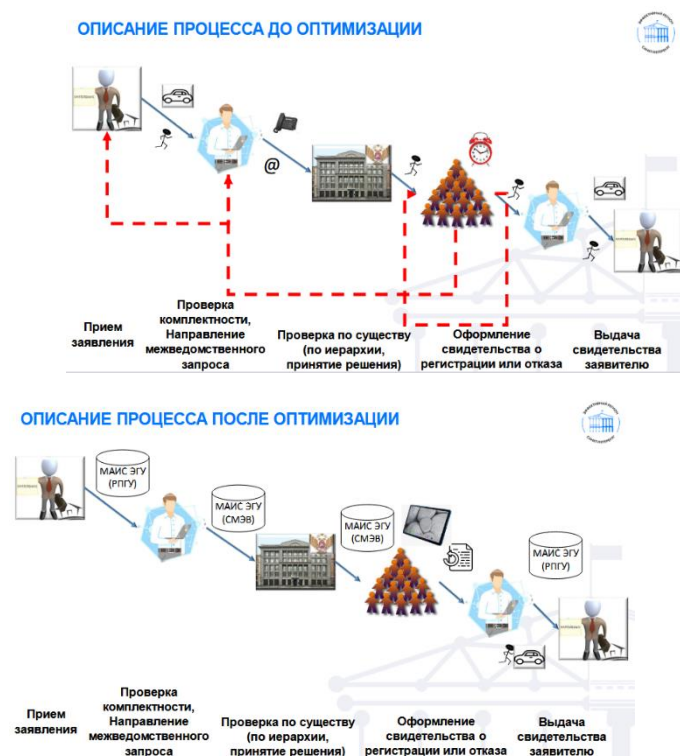 ОПИСАНИЕ ПРОЦЕССА ДО ОПТИМИЗАЦИИ
@
Прием
заявления
Проверка
комплектности,
Направление
межведомственного
запроса
Проверка по существу
(по иерархии,
принятие решения)
Оформление
свидетельства о
регистрации или отказа
Выдача
свидетельства
заявителю
ОПИСАНИЕ ПРОЦЕССА ПОСЛЕ ОПТИМИЗАЦИИ
МАИС ЭГУ
(РПГУ)
МАИС ЭГУ
(СМЭВ)
МАИС ЭГУ
(СМЭВ)
МАИС ЭГУ
(РПГУ)
Прием
заявления
Проверка
комплектности,
Направление
межведомственного
запроса
Проверка по существу
(по иерархии,
принятие решения)
Оформление
свидетельства о
регистрации или отказа
Выдача
свидетельства
заявителю